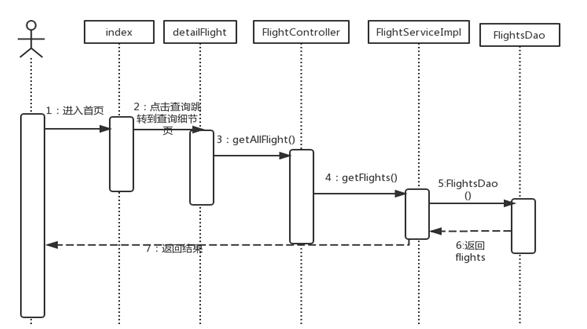 index
detailFlight
FlightController
FlightServiceImpl
FlightsDao
1：进入首页
2：点击查询跳
转到查询细节
页
3：getAllFlight()
4：getFlights()
5:FlightsDao
()
6:返回
flights
7：返回结果